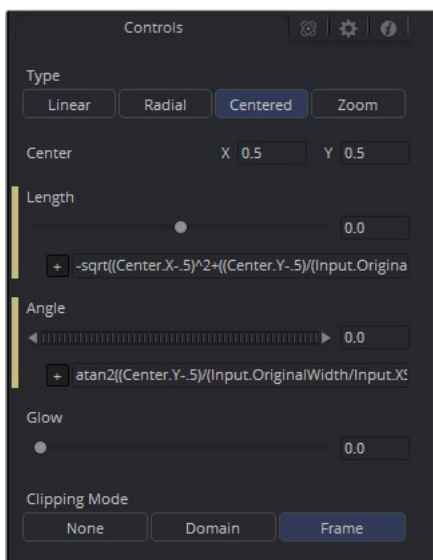 Controls
Type
Linear Radial Centered Zoom
Center X 0.5 Y 0.5
Length
0.0
+ -sqrt((Center.X-.5)^2+((Center.Y-.5)/(Input.Origina
Angle
0.0
+ atan2((Center.Y-.5)/(Input.OriginalWidth/Input.XS
Glow
0.0
Clipping Mode
None Domain Frame